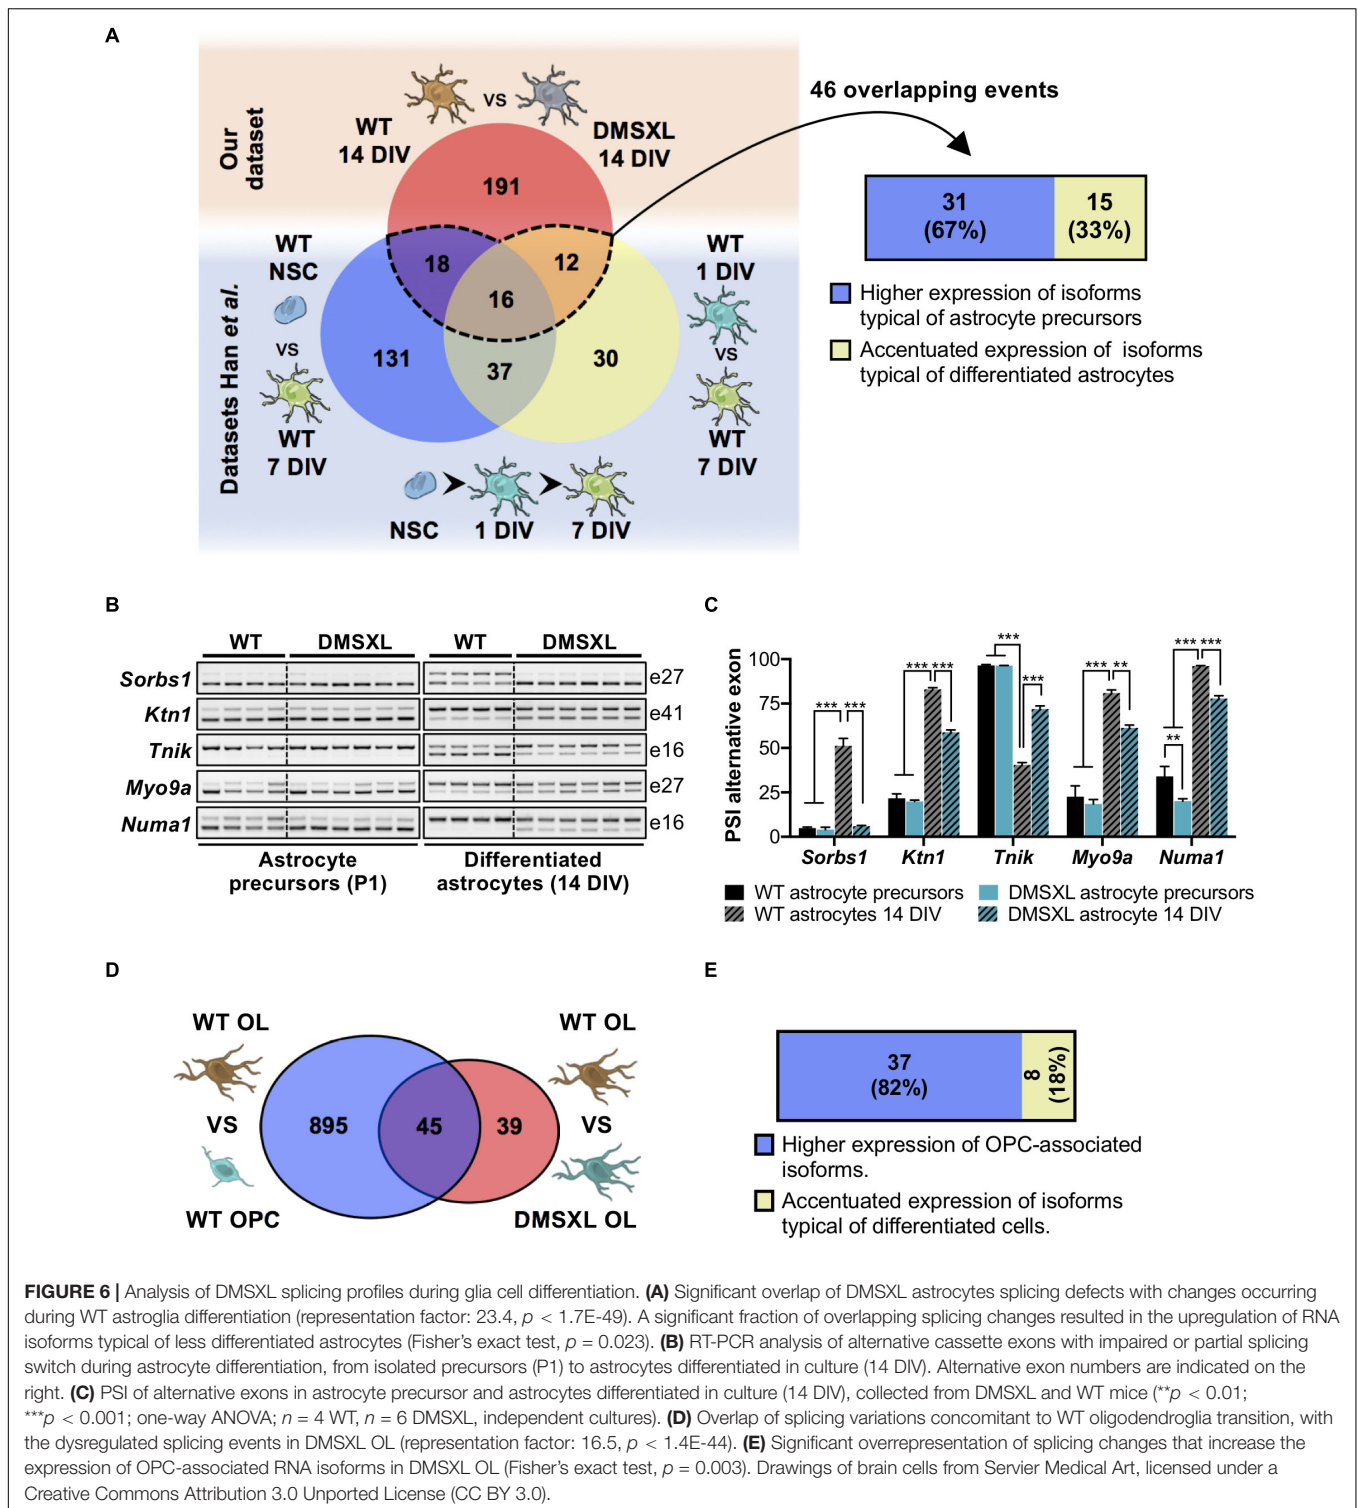 A
Our
dataset
Datasets Han et al.
WT
14 DIV
VS
DMSXL
14 DIV
191
WT
NSC
VS
WT
7 DIV
18
12
16
131
37
30
WT
1 DIV
VS
WT
7 DIV
NSC
1 DIV
7 DIV
46 overlapping events
31
(67%)
15
(33%)
Higher expression of isoforms
typical of astrocyte precursors
Accentuated expression of isoforms
typical of differentiated astrocytes
B
WT
DMSXL
WT
DMSXL
Sorbs1
e27
Ktn1
e41
Tnik
e16
Myo9a
e27
Numa1
e16
Astrocyte
precursors (P1)
Differentiated
astrocytes (14 DIV)
C
PSI alternative exon
100
75
50
25
0
*** ***
*** ***
***
***
*** **
*** ***
**
Sorbs1
Ktn1
Tnik
Myo9a
Numa1
WT astrocyte precursors
DMSXL astrocyte precursors
WT astrocytes 14 DIV
DMSXL astrocyte 14 DIV
D
WT OL
VS
WT OPC
895
45
39
WT OL
VS
DMSXL OL
E
37
(82%)
8
(18%)
Higher expression of OPC-associated
isoforms.
Accentuated expression of isoforms
typical of differentiated cells.
FIGURE 6 | Analysis of DMSXL splicing profiles during glia cell differentiation. (A) Significant overlap of DMSXL astrocytes splicing defects with changes occurring
during WT astroglia differentiation (representation factor: 23.4, p < 1.7E-49). A significant fraction of overlapping splicing changes resulted in the upregulation of RNA
isoforms typical of less differentiated astrocytes (Fisher's exact test, p = 0.023). (B) RT-PCR analysis of alternative cassette exons with impaired or partial splicing
switch during astrocyte differentiation, from isolated precursors (P1) to astrocytes differentiated in culture (14 DIV). Alternative exon numbers are indicated on the
right. (C) PSI of alternative exons in astrocyte precursor and astrocytes differentiated in culture (14 DIV), collected from DMSXL and WT mice (**p < 0.01;
***p < 0.001; one-way ANOVA; n = 4 WT, n = 6 DMSXL, independent cultures). (D) Overlap of splicing variations concomitant to WT oligodendroglia transition, with
the dysregulated splicing events in DMSXL OL (representation factor: 16.5, p < 1.4E-44). (E) Significant overrepresentation of splicing changes that increase the
expression of OPC-associated RNA isoforms in DMSXL OL (Fisher's exact test, p = 0.003). Drawings of brain cells from Servier Medical Art, licensed under a
Creative Commons Attribution 3.0 Unported License (CC BY 3.0).